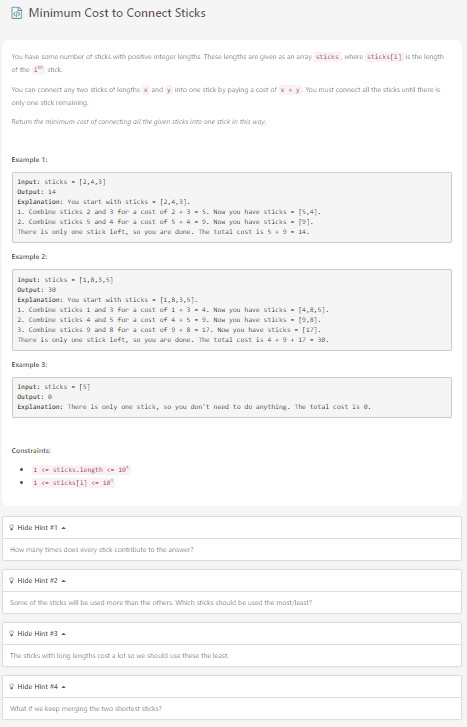 Minimum Cost to Connect Sticks
You have some number of sticks with positive integer lengths. These lengths are given as an array sticks, where sticks[i] is the length
of the iᵗʰ stick.
You can connect any two sticks of lengths x and y into one stick by paying a cost of x + y. You must connect all the sticks until there is
only one stick remaining.
Return the minimum cost of connecting all the given sticks into one stick in this way.
Example 1:
Input: sticks = [2,4,3]
Output: 14
Explanation: You start with sticks = [2,4,3].
1. Combine sticks 2 and 3 for a cost of 2 + 3 = 5. Now you have sticks = [5,4].
2. Combine sticks 5 and 4 for a cost of 5 + 4 = 9. Now you have sticks = [9].
There is only one stick left, so you are done. The total cost is 5 + 9 = 14.
Example 2:
Input: sticks = [1,8,3,5]
Output: 30
Explanation: You start with sticks = [1,8,3,5].
1. Combine sticks 1 and 3 for a cost of 1 + 3 = 4. Now you have sticks = [4,8,5].
2. Combine sticks 4 and 5 for a cost of 4 + 5 = 9. Now you have sticks = [9,8].
3. Combine sticks 9 and 8 for a cost of 9 + 8 = 17. Now you have sticks = [17].
There is only one stick left, so you are done. The total cost is 4 + 9 + 17 = 30.
Example 3:
Input: sticks = [5]
Output: 0
Explanation: There is only one stick, so you don't need to do anything. The total cost is 0.
Constraints:
• 1 <= sticks.length <= 10⁴
• 1 <= sticks[i] <= 10⁴
Hide Hint #1
How many times does every stick contribute to the answer?
Hide Hint #2
Some of the sticks will be used more than the others. Which sticks should be used the most/least?
Hide Hint #3
The sticks with long lengths cost a lot so we should use these the least.
Hide Hint #4
What if we keep merging the two shortest sticks?